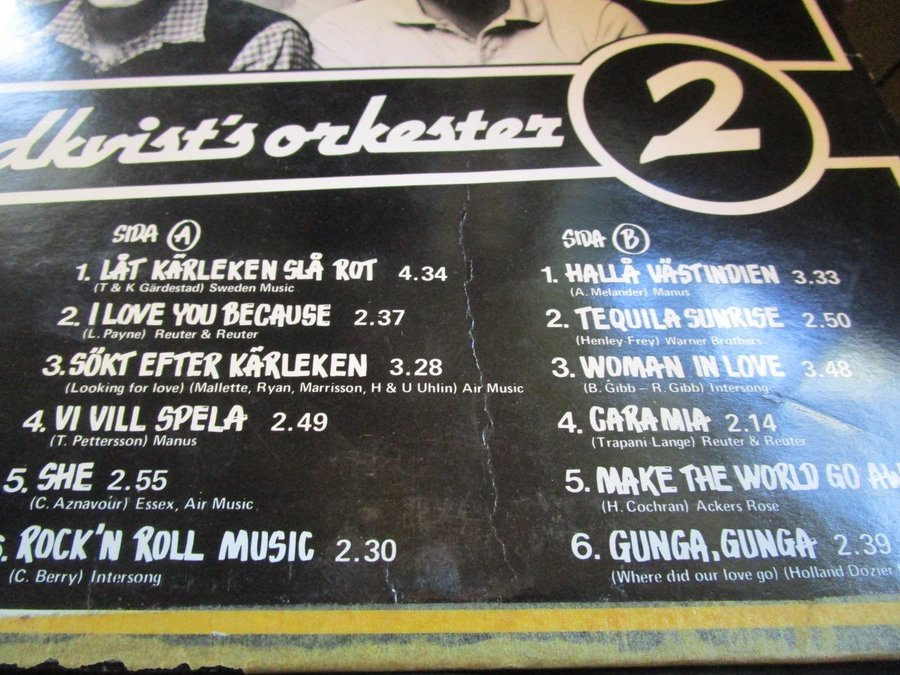 dkvist's orkester 2
SIDA A
1. LÅT KÄRLEKEN SLÅ ROT 4.34
(T & K Gärdestad) Sweden Music
2. I LOVE YOU BECAUSE 2.37
(L. Payne) Reuter & Reuter
3. SÖKT EFTER KÄRLEKEN 3.28
(Looking for love) (Mallette, Ryan, Marrisson, H & U Uhlin) Air Music
4. VI VILL SPELA 2.49
(T. Pettersson) Manus
5. SHE 2.55
(C. Aznavour) Essex, Air Music
6. ROCK'N ROLL MUSIC 2.30
(C. Berry) Intersong
SIDA B
1. HALLÅ VÄSTINDIEN 3.33
(A. Melander) Manus
2. TEQUILA SUNRISE 2.50
(Henley-Frey) Warner Brothers
3. WOMAN IN LOVE 3.48
(B. Gibb – R. Gibb) Intersong
4. CARA MIA 2.14
(Trapani-Lange) Reuter & Reuter
5. MAKE THE WORLD GO AW
(H. Cochran) Ackers Rose
6. GUNGA, GUNGA 2.39
(Where did our love go) (Holland-Dozier